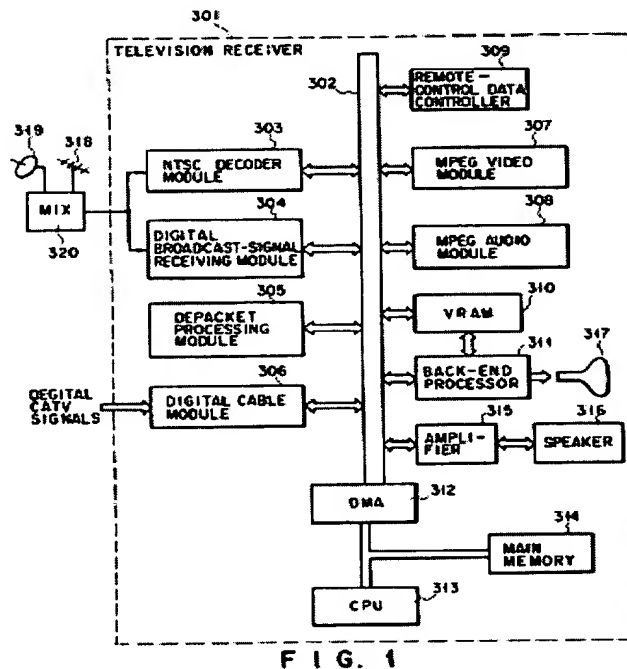 301
TELEVISION RECEIVER
302
309
REMOTE-
CONTROL DATA
CONTROLLER
319
318
303
NTSC DECODER
MODULE
307
MPEG VIDEO
MODULE
MIX
320
304
DIGITAL
BROADCAST-SIGNAL
RECEIVING MODULE
308
MPEG AUDIO
MODULE
305
DEPACKET
PROCESSING
MODULE
310
VRAM
311
BACK-END
PROCESSOR
317
306
DEGITAL
CATV
SIGNALS
DIGITAL CABLE
MODULE
315
AMPLI-
FIER
316
SPEAKER
DMA
312
314
MAIN
MEMORY
313
CPU
FIG. 1